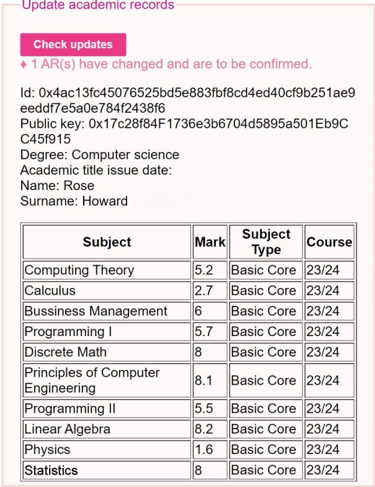 Update academic records
Check updates
♦ 1 AR(s) have changed and are to be confirmed.
Id: 0x4ac13fc45076525bd5e883fbf8cd4ed40cf9b251ae9
eeddf7e5a0e784f2438f6
Public key: 0x17c28f84F1736e3b6704d5895a501Eb9C
C45f915
Degree: Computer science
Academic title issue date:
Name: Rose
Surname: Howard
Subject Mark Subject Type Course
Computing Theory 5.2 Basic Core 23/24
Calculus 2.7 Basic Core 23/24
Bussiness Management 6 Basic Core 23/24
Programming I 5.7 Basic Core 23/24
Discrete Math 8 Basic Core 23/24
Principles of Computer Engineering 8.1 Basic Core 23/24
Programming II 5.5 Basic Core 23/24
Linear Algebra 8.2 Basic Core 23/24
Physics 1.6 Basic Core 23/24
Statistics 8 Basic Core 23/24